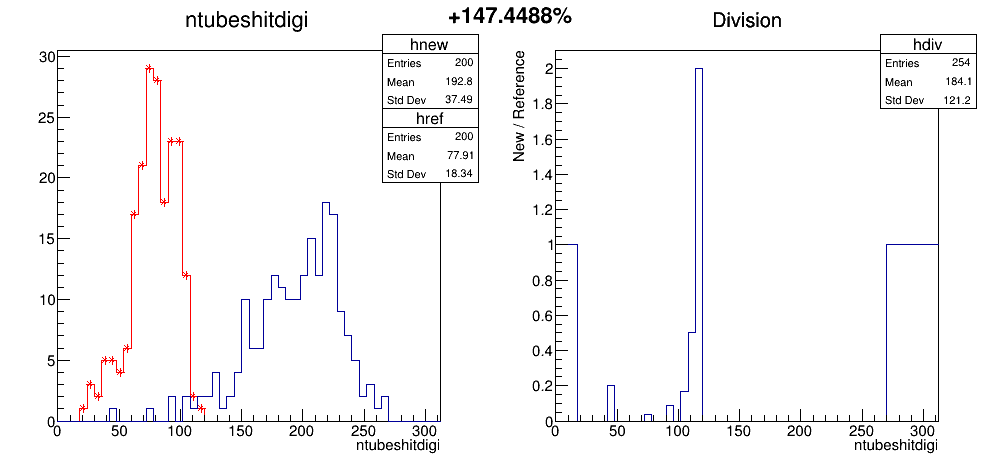 +147.4488%
ntubeshitdigi
hnew
Entries 200
Mean 192.8
Std Dev 37.49
href
Entries 200
Mean 77.91
Std Dev 18.34
30
25
20
15
10
5
0
0 50 100 150 200 250 300
ntubeshitdigi
Division
hdiv
Entries 254
Mean 184.1
Std Dev 121.2
New / Reference
2
1.8
1.6
1.4
1.2
1
0.8
0.6
0.4
0.2
0
0 50 100 150 200 250 300
ntubeshitdigi